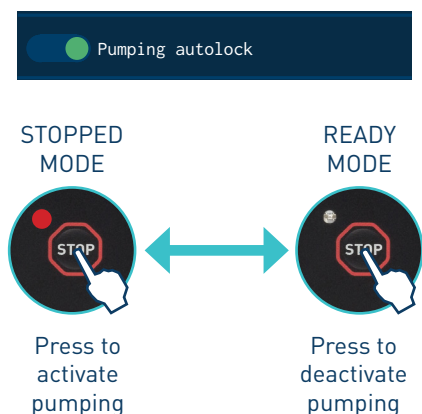 Pumping autolock
STOPPED
MODE
READY
MODE
STOP
STOP
Press to
activate
pumping
Press to
deactivate
pumping